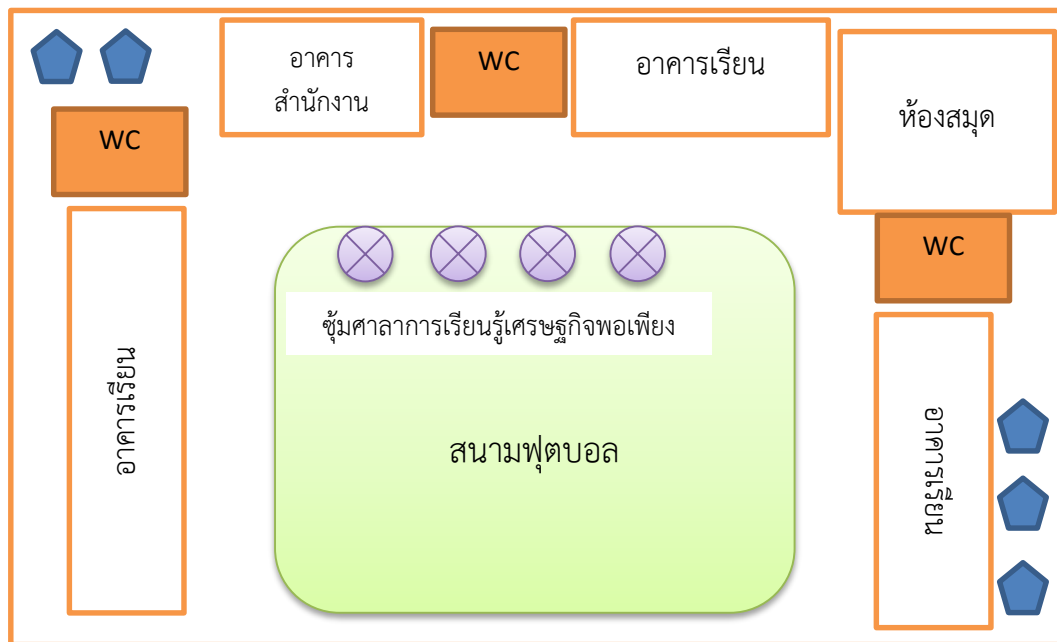 อาคาร
สำนักงาน
WC
อาคารเรียน
ห้องสมุด
WC
WC
ซุ้มศาลาการเรียนรู้เศรษฐกิจพอเพียง
อาคารเรียน
สนามฟุตบอล
อาคารเรียน